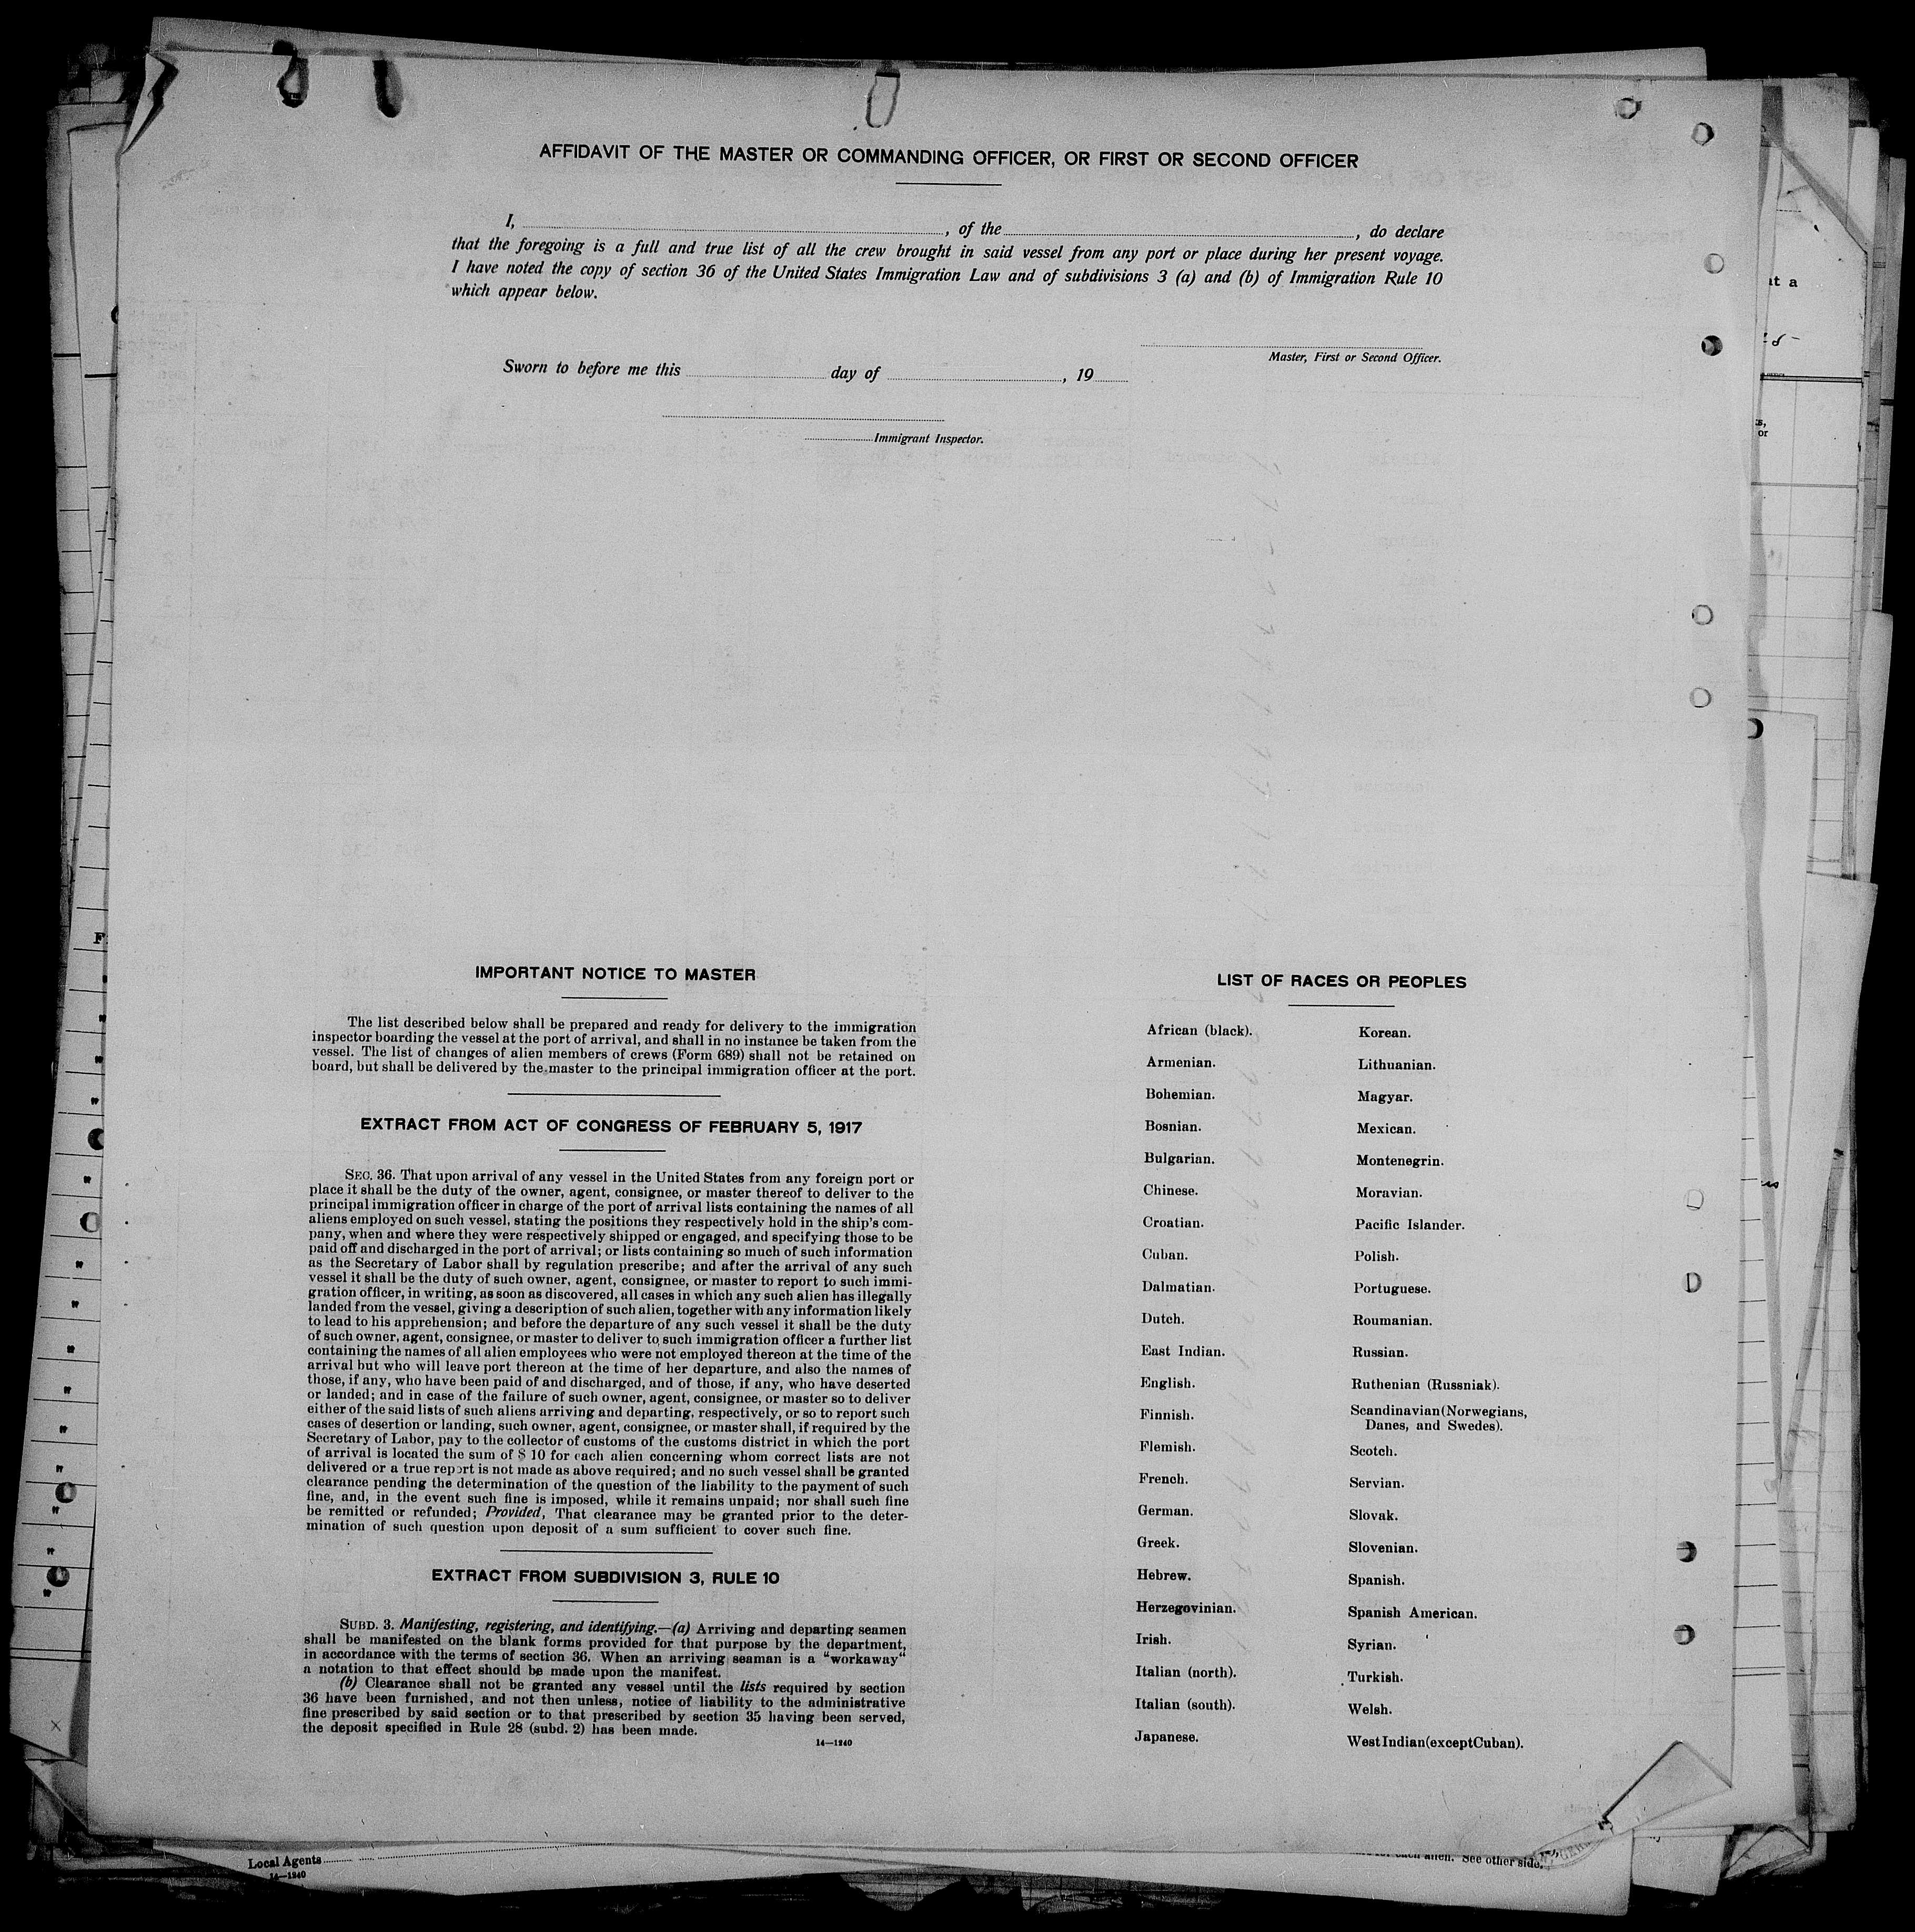 AFFIDAVIT OF THE MASTER OR COMMANDING OFFICER, OR FIRST OR SECOND OFFICER
I, , of the , do declare
that the foregoing is a full and true list of all the crew brought in said vessel from any port or place during her present voyage.
I have noted the copy of section 36 of the United States Immigration Law and of subdivisions 3 (a) and (b) of Immigration Rule 10
which appear below.
Master, First or Second Officer.
Sworn to before me this day of , 19
Immigrant Inspector.
IMPORTANT NOTICE TO MASTER
The list described below shall be prepared and ready for delivery to the immigration
inspector boarding the vessel at the port of arrival, and shall in no instance be taken from the
vessel. The list of changes of alien members of crews (Form 689) shall not be retained on
board, but shall be delivered by the master to the principal immigration officer at the port.
EXTRACT FROM ACT OF CONGRESS OF FEBRUARY 5, 1917
SEC. 36. That upon arrival of any vessel in the United States from any foreign port or
place it shall be the duty of the owner, agent, consignee, or master thereof to deliver to the
principal immigration officer in charge of the port of arrival lists containing the names of all
aliens employed on such vessel, stating the positions they respectively hold in the ship's com-
pany, when and where they were respectively shipped or engaged, and specifying those to be
paid off and discharged in the port of arrival; or lists containing so much of such information
as the Secretary of Labor shall by regulation prescribe; and after the arrival of any such
vessel it shall be the duty of such owner, agent, consignee, or master to report to such immi-
gration officer, in writing, as soon as discovered, all cases in which any such alien has illegally
landed from the vessel, giving a description of such alien, together with any information likely
to lead to his apprehension; and before the departure of any such vessel it shall be the duty
of such owner, agent, consignee, or master to deliver to such immigration officer a further list
containing the names of all alien employees who were not employed thereon at the time of the
arrival but who will leave port thereon at the time of her departure, and also the names of
those, if any, who have been paid of and discharged, and of those, if any, who have deserted
or landed; and in case of the failure of such owner, agent, consignee, or master so to deliver
either of the said lists of such aliens arriving and departing, respectively, or so to report such
cases of desertion or landing, such owner, agent, consignee, or master shall, if required by the
Secretary of Labor, pay to the collector of customs of the customs district in which the port
of arrival is located the sum of $ 10 for each alien concerning whom correct lists are not
delivered or a true report is not made as above required; and no such vessel shall be granted
clearance pending the determination of the question of the liability to the payment of such
fine, and, in the event such fine is imposed, while it remains unpaid; nor shall such fine
be remitted or refunded; Provided, That clearance may be granted prior to the deter-
mination of such question upon deposit of a sum sufficient to cover such fine.
EXTRACT FROM SUBDIVISION 3, RULE 10
SUBD. 3. Manifesting, registering, and identifying.—(a) Arriving and departing seamen
shall be manifested on the blank forms provided for that purpose by the department,
in accordance with the terms of section 36. When an arriving seaman is a "workaway"
a notation to that effect should be made upon the manifest.
(b) Clearance shall not be granted any vessel until the lists required by section
36 have been furnished, and not then unless, notice of liability to the administrative
fine prescribed by said section or to that prescribed by section 35 having been served,
the deposit specified in Rule 28 (subd. 2) has been made.
14—1240
LIST OF RACES OR PEOPLES
African (black).
Armenian.
Bohemian.
Bosnian.
Bulgarian.
Chinese.
Croatian.
Cuban.
Dalmatian.
Dutch.
East Indian.
English.
Finnish.
Flemish.
French.
German.
Greek.
Hebrew.
Herzegovinian.
Irish.
Italian (north).
Italian (south).
Japanese.
Korean.
Lithuanian.
Magyar.
Mexican.
Montenegrin.
Moravian.
Pacific Islander.
Polish.
Portuguese.
Roumanian.
Russian.
Ruthenian (Russniak).
Scandinavian (Norwegians,
Danes, and Swedes).
Scotch.
Servian.
Slovak.
Slovenian.
Spanish.
Spanish American.
Syrian.
Turkish.
Welsh.
West Indian (except Cuban).
Local Agents
14—1240
each alien. See other side.